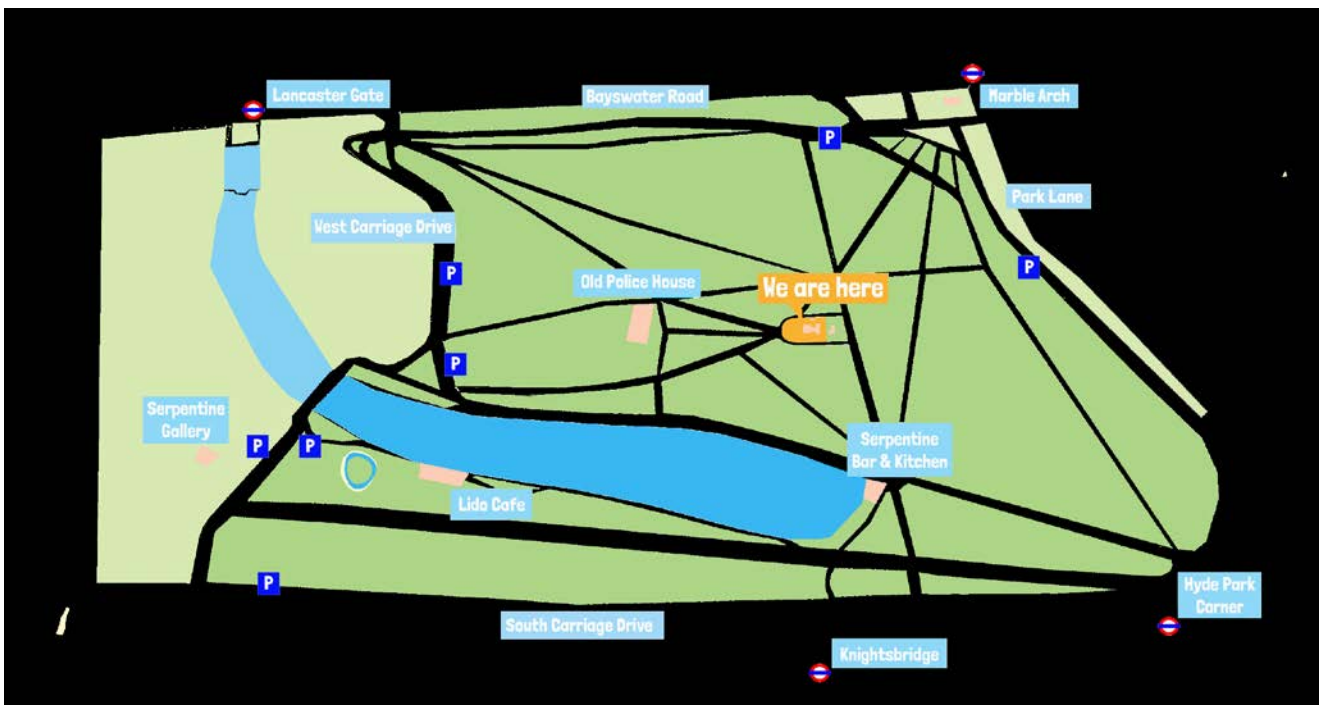 Lancaster Gate
Bayswater Road
Marble Arch
P
Park Lane
West Carriage Drive
P
P
Old Police House
We are here
P
Serpentine
Gallery
P
P
Serpentine
Bar & Kitchen
Lido Cafe
P
South Carriage Drive
Hyde Park
Corner
Knightsbridge